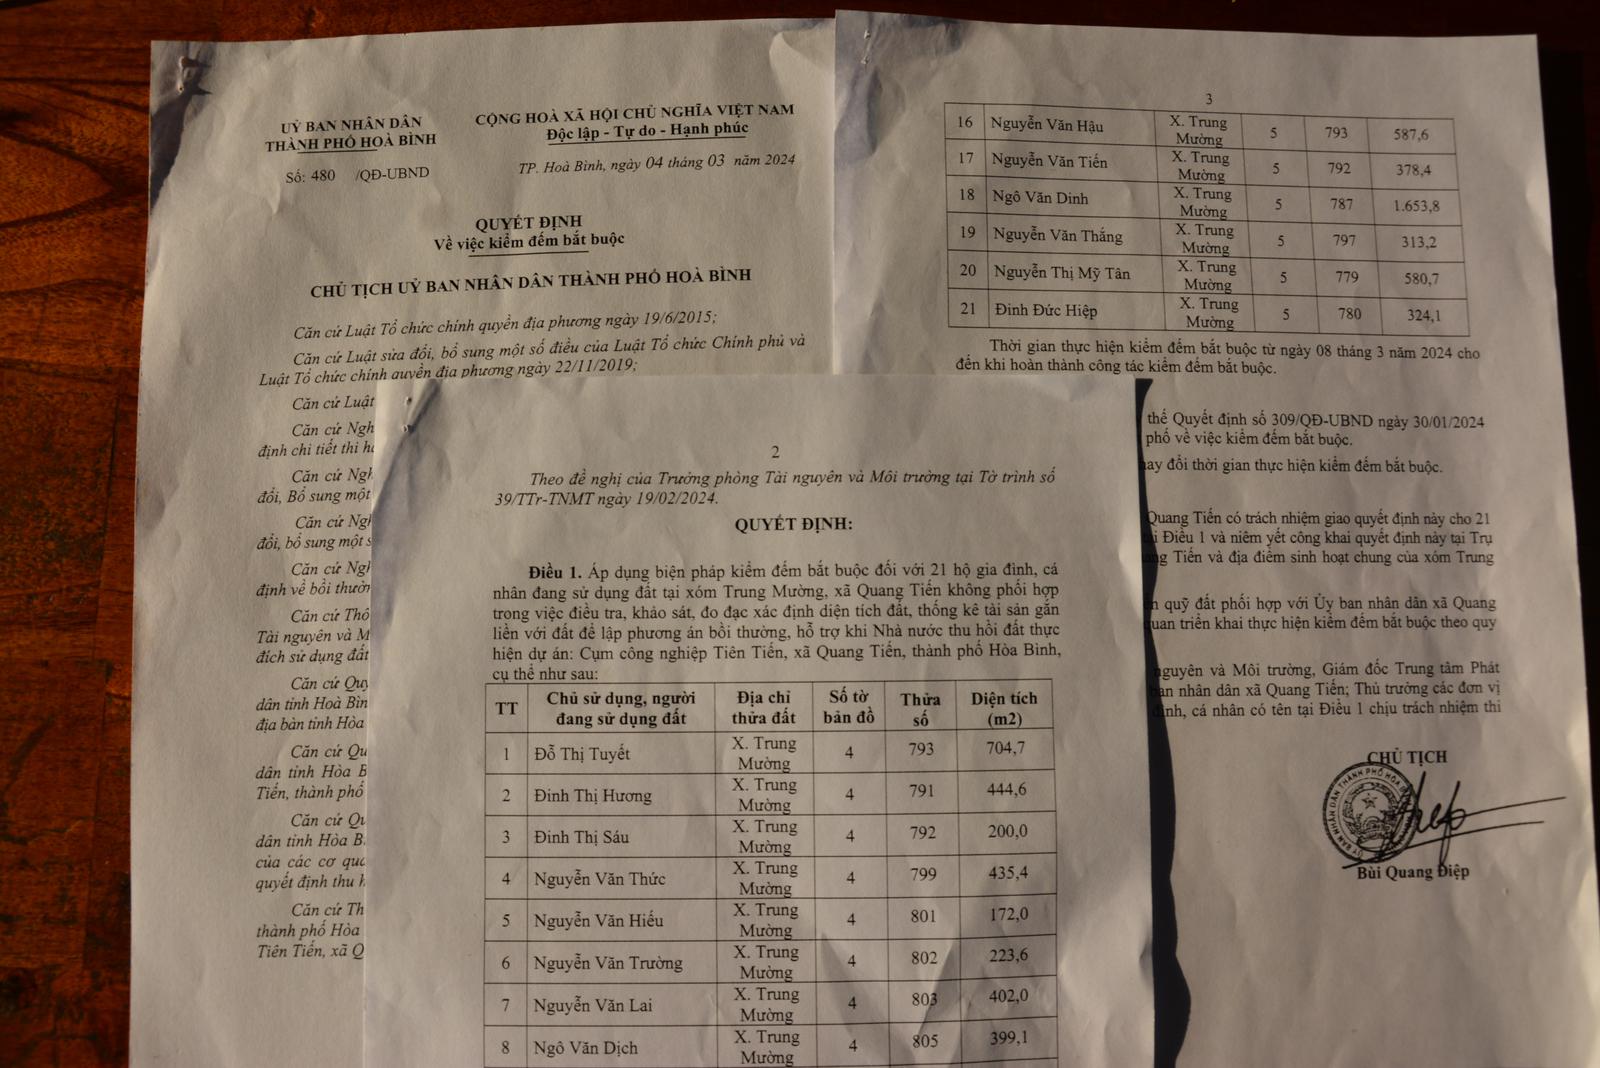 UỶ BAN NHÂN DÂN
THÀNH PHỐ HOÀ BÌNH
Số: 480 /QĐ-UBND
CỘNG HOÀ XÃ HỘI CHỦ NGHĨA VIỆT NAM
Độc lập - Tự do - Hạnh phúc
TP. Hoà Bình, ngày 04 tháng 03 năm 2024
QUYẾT ĐỊNH
Về việc kiểm đếm bắt buộc
CHỦ TỊCH UỶ BAN NHÂN DÂN THÀNH PHỐ HOÀ BÌNH
Căn cứ Luật Tổ chức chính quyền địa phương ngày 19/6/2015;
Căn cứ Luật sửa đổi, bổ sung một số điều của Luật Tổ chức Chính phủ và
Luật Tổ chức chính quyền địa phương ngày 22/11/2019;
Căn cứ Luật
Căn cứ Ngh
định chi tiết thi h
Căn cứ Ngh
đổi, Bổ sung một
Căn cứ Ngh
đổi, bổ sung một s
Căn cứ Ngh
định về bồi thườn
Căn cứ Thô
Tài nguyên và M
đích sử dụng đất
Căn cứ Quy
dân tỉnh Hoà Bìn
địa bàn tỉnh Hòa
Căn cứ Qu
dân tỉnh Hòa B
Tiến, thành phố
Căn cứ Qu
dân tỉnh Hòa B
của các cơ qua
quyết định thu h
Căn cứ Th
thành phố Hòa
Tiên Tiến, xã Q
2
Theo đề nghị của Trưởng phòng Tài nguyên và Môi trường tại Tờ trình số
39/TTr-TNMT ngày 19/02/2024.
QUYẾT ĐỊNH:
Điều 1. Áp dụng biện pháp kiểm đếm bắt buộc đối với 21 hộ gia đình, cá
nhân đang sử dụng đất tại xóm Trung Mường, xã Quang Tiến không phối hợp
trong việc điều tra, khảo sát, đo đạc xác định diện tích đất, thống kê tài sản gắn
liền với đất để lập phương án bồi thường, hỗ trợ khi Nhà nước thu hồi đất thực
hiện dự án: Cụm công nghiệp Tiên Tiến, xã Quang Tiến, thành phố Hòa Bình,
cụ thể như sau:
TT Chủ sử dụng, người đang sử dụng đất Địa chỉ thửa đất Số tờ bản đồ Thửa số Diện tích (m2)
1 Đỗ Thị Tuyết X. Trung Mường 4 793 704,7
2 Đinh Thị Hương X. Trung Mường 4 791 444,6
3 Đinh Thị Sáu X. Trung Mường 4 792 200,0
4 Nguyễn Văn Thức X. Trung Mường 4 799 435,4
5 Nguyễn Văn Hiếu X. Trung Mường 4 801 172,0
6 Nguyễn Văn Trường X. Trung Mường 4 802 223,6
7 Nguyễn Văn Lai X. Trung Mường 4 803 402,0
8 Ngô Văn Dịch X. Trung Mường 4 805 399,1
3
16 Nguyễn Văn Hậu X. Trung Mường 5 793 587,6
17 Nguyễn Văn Tiến X. Trung Mường 5 792 378,4
18 Ngô Văn Dinh X. Trung Mường 5 787 1.653,8
19 Nguyễn Văn Thắng X. Trung Mường 5 797 313,2
20 Nguyễn Thị Mỹ Tân X. Trung Mường 5 779 580,7
21 Đinh Đức Hiệp X. Trung Mường 5 780 324,1
Thời gian thực hiện kiểm đếm bắt buộc từ ngày 08 tháng 3 năm 2024 cho
đến khi hoàn thành công tác kiểm đếm bắt buộc.
thế Quyết định số 309/QĐ-UBND ngày 30/01/2024
phố về việc kiểm đếm bắt buộc.
ay đổi thời gian thực hiện kiểm đếm bắt buộc.
Quang Tiến có trách nhiệm giao quyết định này cho 21
i Điều 1 và niêm yết công khai quyết định này tại Trụ
ng Tiến và địa điểm sinh hoạt chung của xóm Trung
n quỹ đất phối hợp với Ủy ban nhân dân xã Quang
uan triển khai thực hiện kiểm đếm bắt buộc theo quy
nguyên và Môi trường, Giám đốc Trung tâm Phát
an nhân dân xã Quang Tiến; Thủ trưởng các đơn vị
đình, cá nhân có tên tại Điều 1 chịu trách nhiệm thi
CHỦ TỊCH
Bùi Quang Điệp